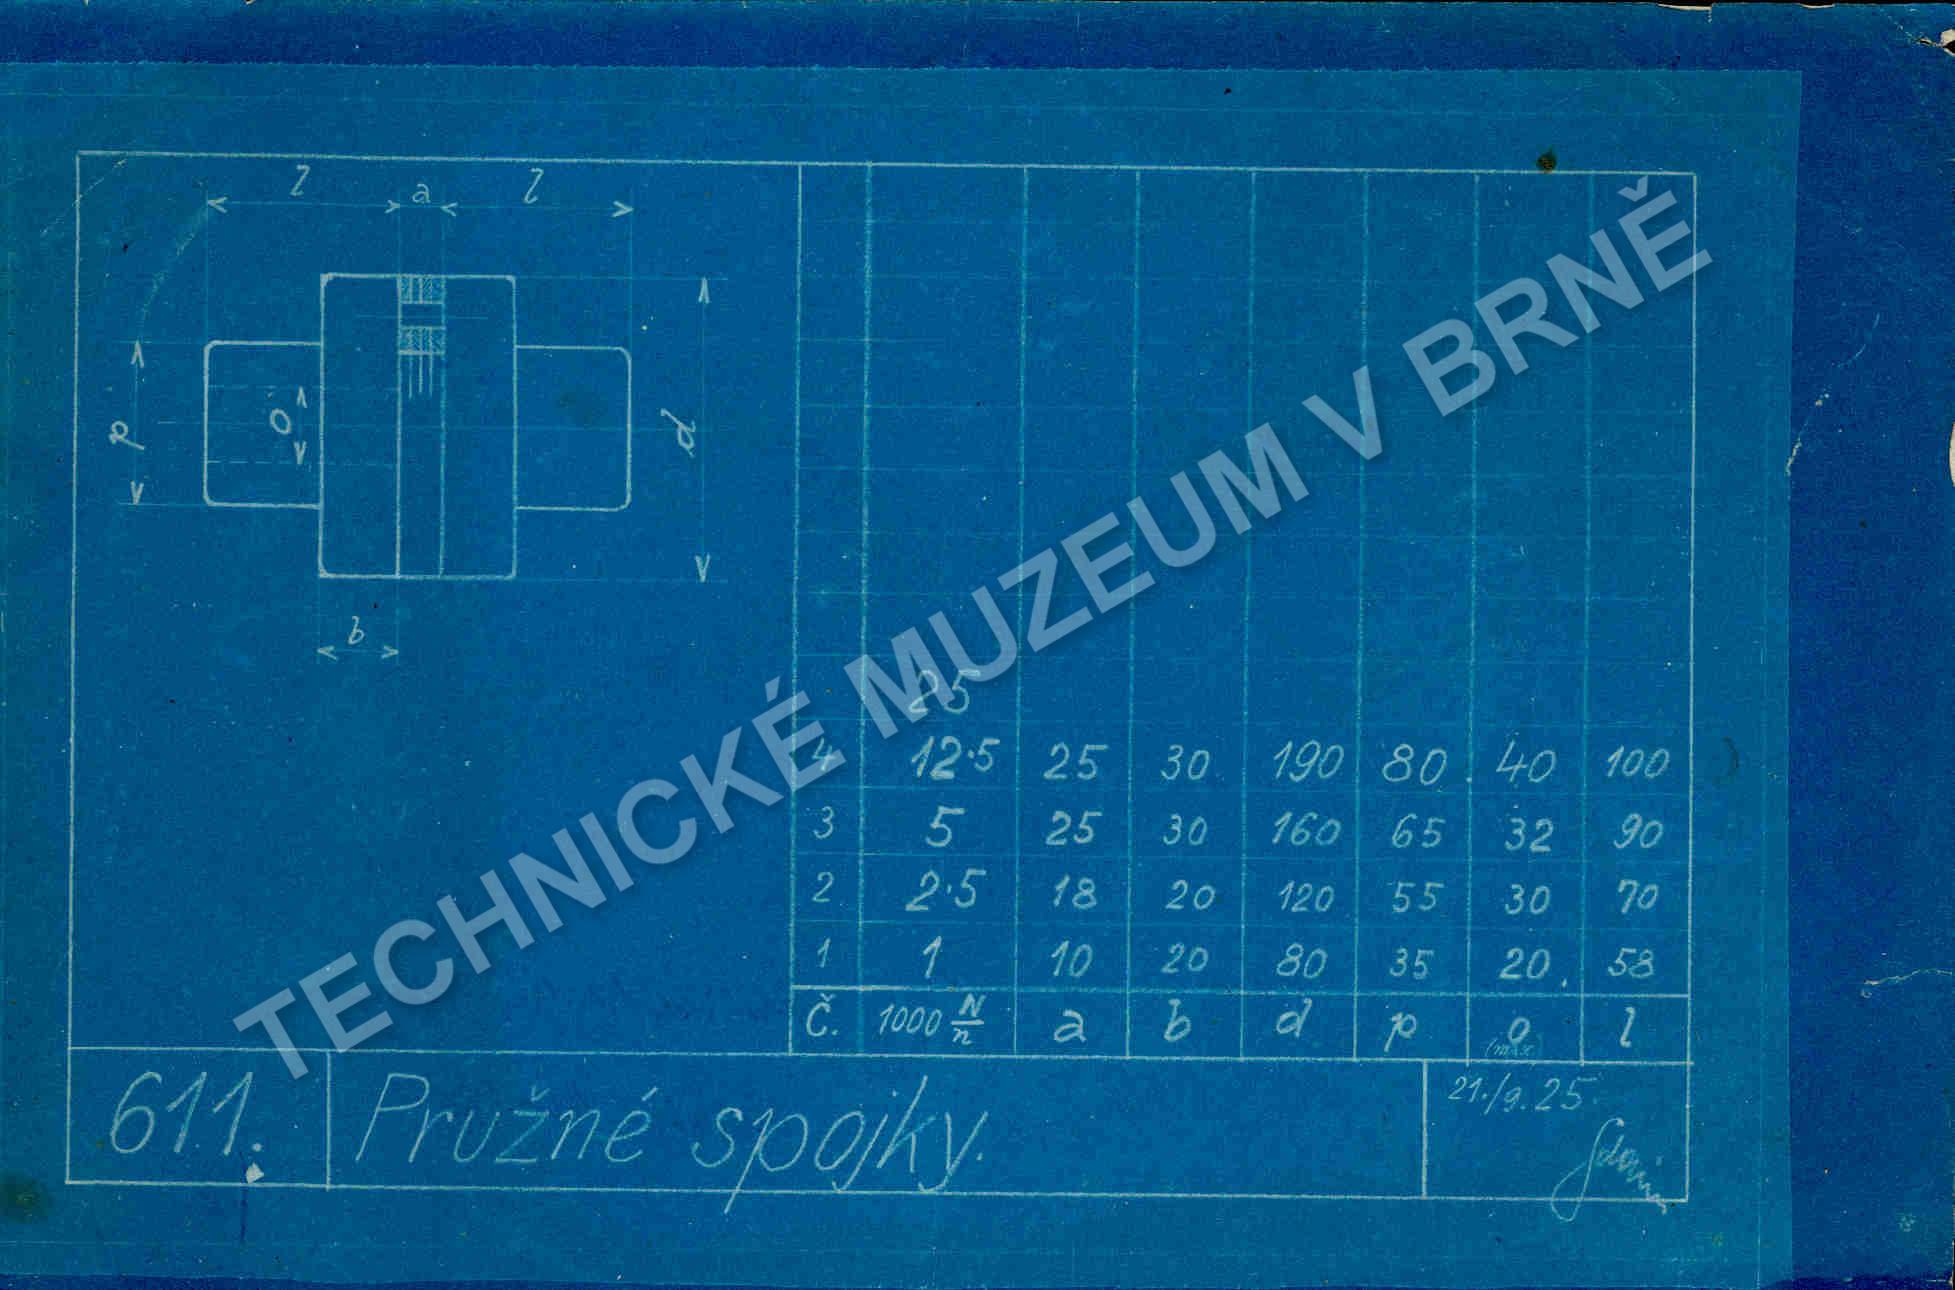 l a l
p
o
d
b
25
4 12·5 25 30 190 80 40 100
3 5 25 30 160 65 32 90
2 2·5 18 20 120 55 30 70
1 1 10 20 80 35 20 58
Č. 1000 N/n a b d p o l
(max)
611. Pružné spojky.
21./9.25.
TECHNICKÉ MUZEUM V BRNĚ